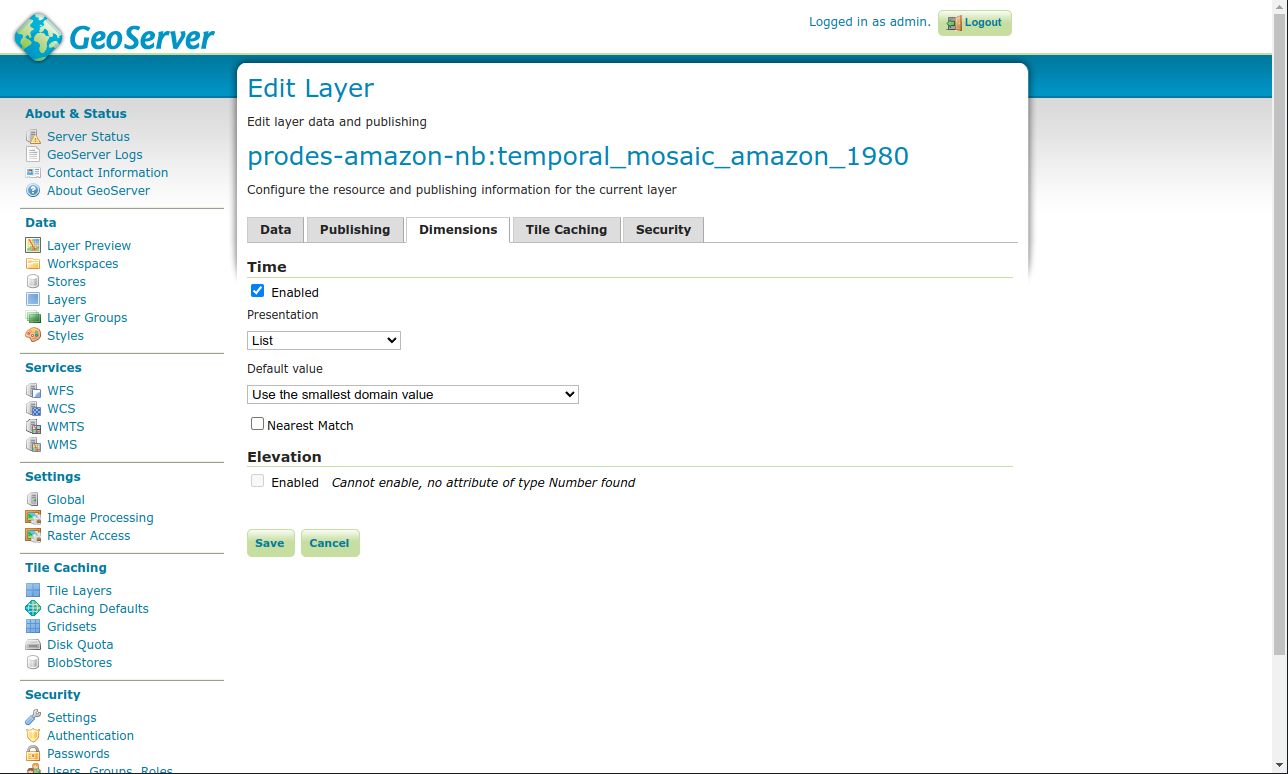 GeoServer
Logged in as admin. Logout
Edit Layer
Edit layer data and publishing
prodes-amazon-nb:temporal_mosaic_amazon_1980
Configure the resource and publishing information for the current layer
Data Publishing Dimensions Tile Caching Security
Time
Enabled
Presentation
List
Default value
Use the smallest domain value
Nearest Match
Elevation
Enabled Cannot enable, no attribute of type Number found
Save Cancel
About & Status
Server Status
GeoServer Logs
Contact Information
About GeoServer
Data
Layer Preview
Workspaces
Stores
Layers
Layer Groups
Styles
Services
WFS
WCS
WMTS
WMS
Settings
Global
Image Processing
Raster Access
Tile Caching
Tile Layers
Caching Defaults
Gridsets
Disk Quota
BlobStores
Security
Settings
Authentication
Passwords
Users, Groups, Roles